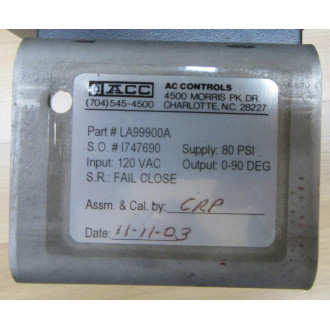 ACC AC CONTROLS
4500 MORRIS PK. DR.
(704) 545-4500 CHARLOTTE, N.C. 28227
Part # LA99900A
S.O. # I747690 Supply: 80 PSI
Input: 120 VAC Output: 0-90 DEG
S.R.: FAIL CLOSE
Assm. & Cal. by: CRP
Date: 11-11-03